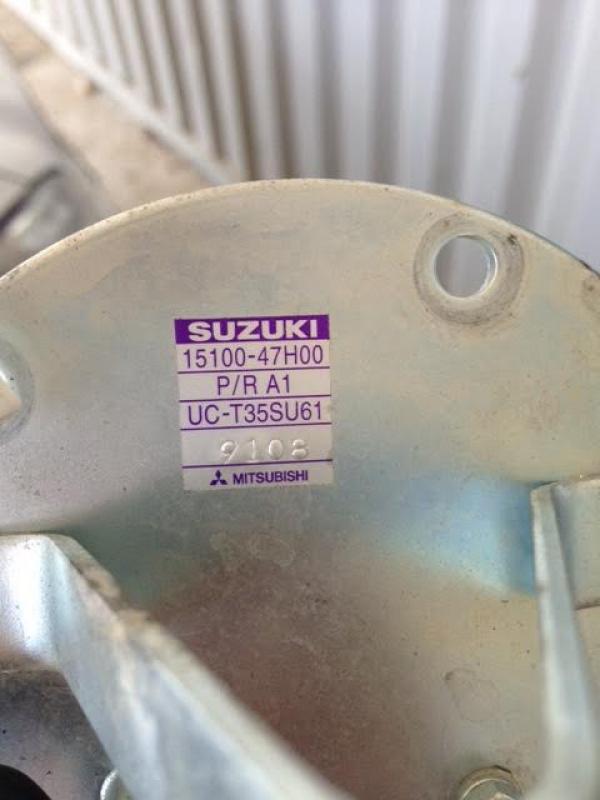 SUZUKI
15100-47H00
P/R A1
UC-T35SU61
9108
MITSUBISHI